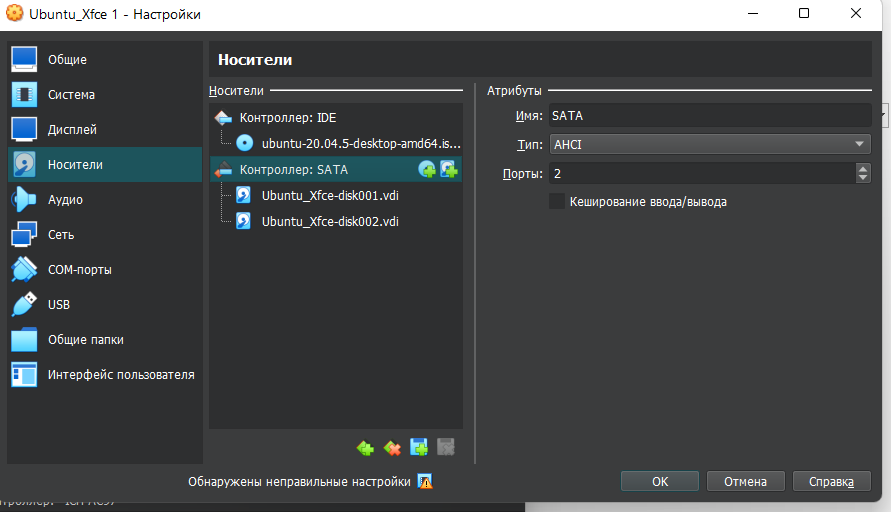 Ubuntu_Xfce 1 - Настройки
Общие
Система
Дисплей
Носители
Аудио
Сеть
COM-порты
USB
Общие папки
Интерфейс пользователя
Носители
Носители
Контроллер: IDE
ubuntu-20.04.5-desktop-amd64.is...
Контроллер: SATA
Ubuntu_Xfce-disk001.vdi
Ubuntu_Xfce-disk002.vdi
Атрибуты
Имя: SATA
Тип: AHCI
Порты: 2
Кеширование ввода/вывода
Обнаружены неправильные настройки
OK
Отмена
Справка